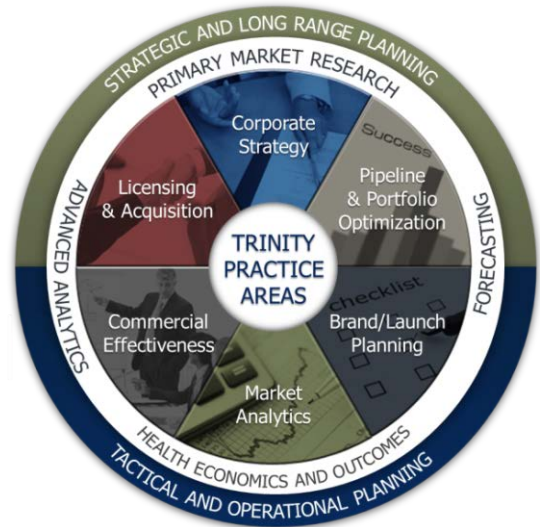 STRATEGIC AND LONG RANGE PLANNING
PRIMARY MARKET RESEARCH
Corporate
Strategy
Success
Pipeline
& Portfolio
Optimization
Licensing
& Acquisition
ADVANCED ANALYTICS
FORECASTING
TRINITY
PRACTICE
AREAS
checklist
Commercial
Effectiveness
Brand/Launch
Planning
Market
Analytics
HEALTH ECONOMICS AND OUTCOMES
TACTICAL AND OPERATIONAL PLANNING